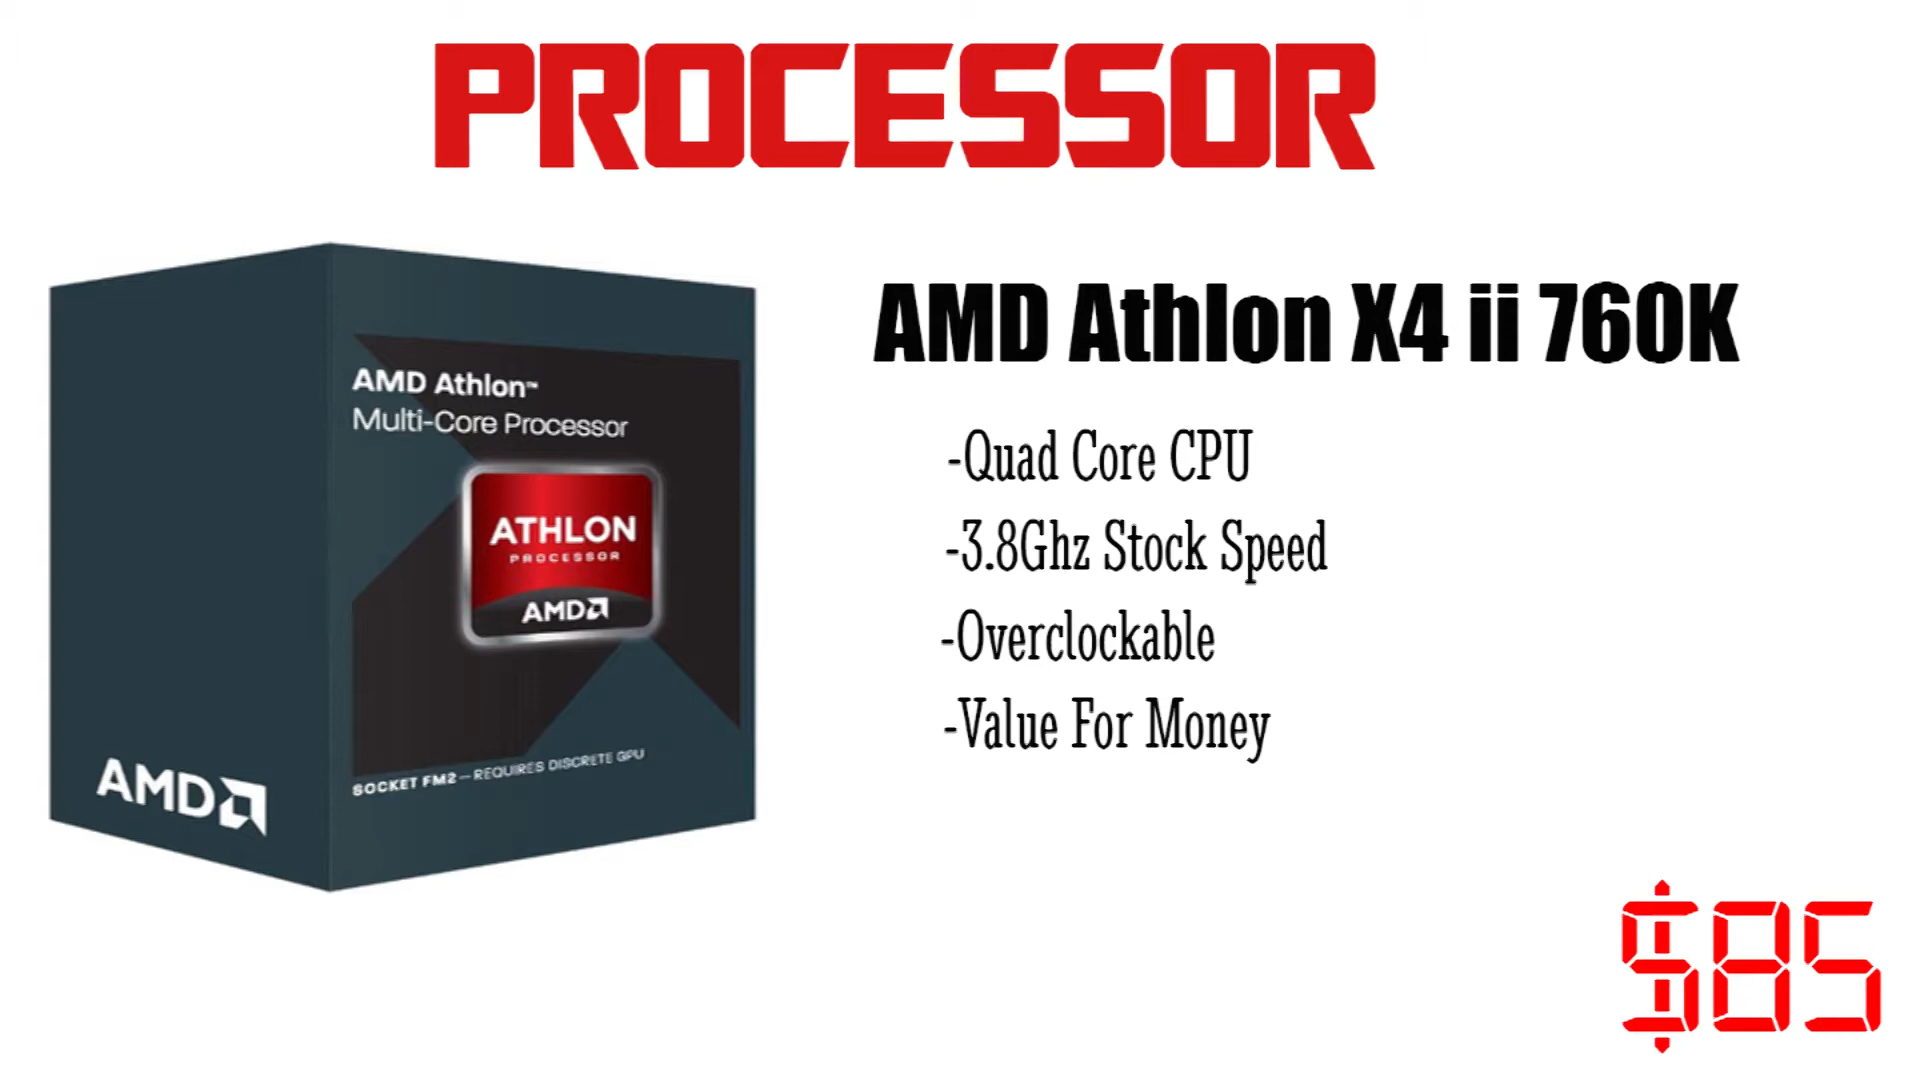 PROCESSOR
AMD Athlon™
Multi-Core Processor
ATHLON
PROCESSOR
AMD
SOCKET FM2 – REQUIRES DISCRETE GPU
AMD
AMD Athlon X4 ii 760K
-Quad Core CPU
-3.8Ghz Stock Speed
-Overclockable
-Value For Money
$85